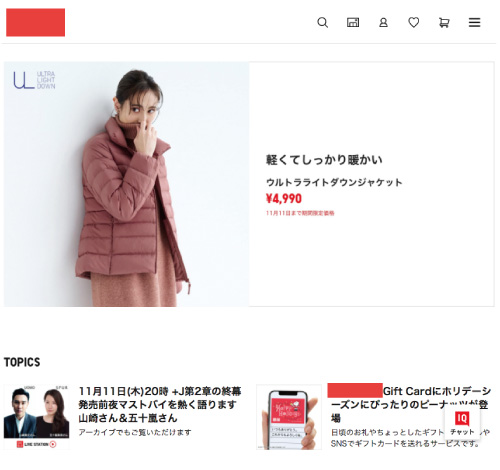 ULTRA
LIGHT
DOWN
軽くてしっかり暖かい
ウルトラライトダウンジャケット
¥4,990
11月11日まで期間限定価格
TOPICS
11月11日(木)20時 +J第2章の終幕
発売前夜マストバイを熱く語ります
山崎さん&五十嵐さん
アーカイブでもご覧いただけます
LIVE STATION
Gift Cardにホリデーシ
ーズンにぴったりのピーナッツが登
場
日頃のお礼やちょっとしたギフト
SNSでギフトカードを送れるサービスです。
IQ
チャット